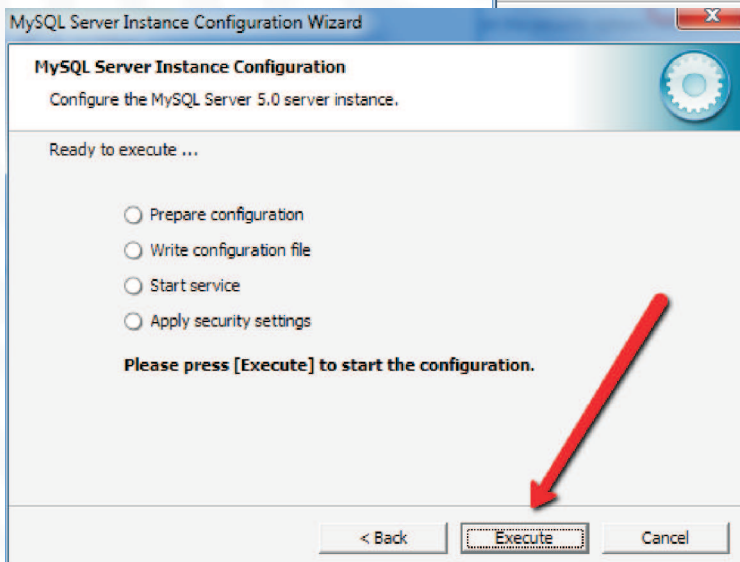 MySQL Server Instance Configuration Wizard
MySQL Server Instance Configuration
Configure the MySQL Server 5.0 server instance.
Ready to execute ...
Prepare configuration
Write configuration file
Start service
Apply security settings
Please press [Execute] to start the configuration.
< Back
Execute
Cancel